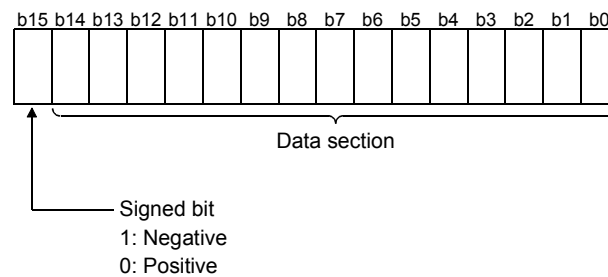 b15 b14 b13 b12 b11 b10 b9 b8 b7 b6 b5 b4 b3 b2 b1 b0
Data section
Signed bit
1: Negative
0: Positive